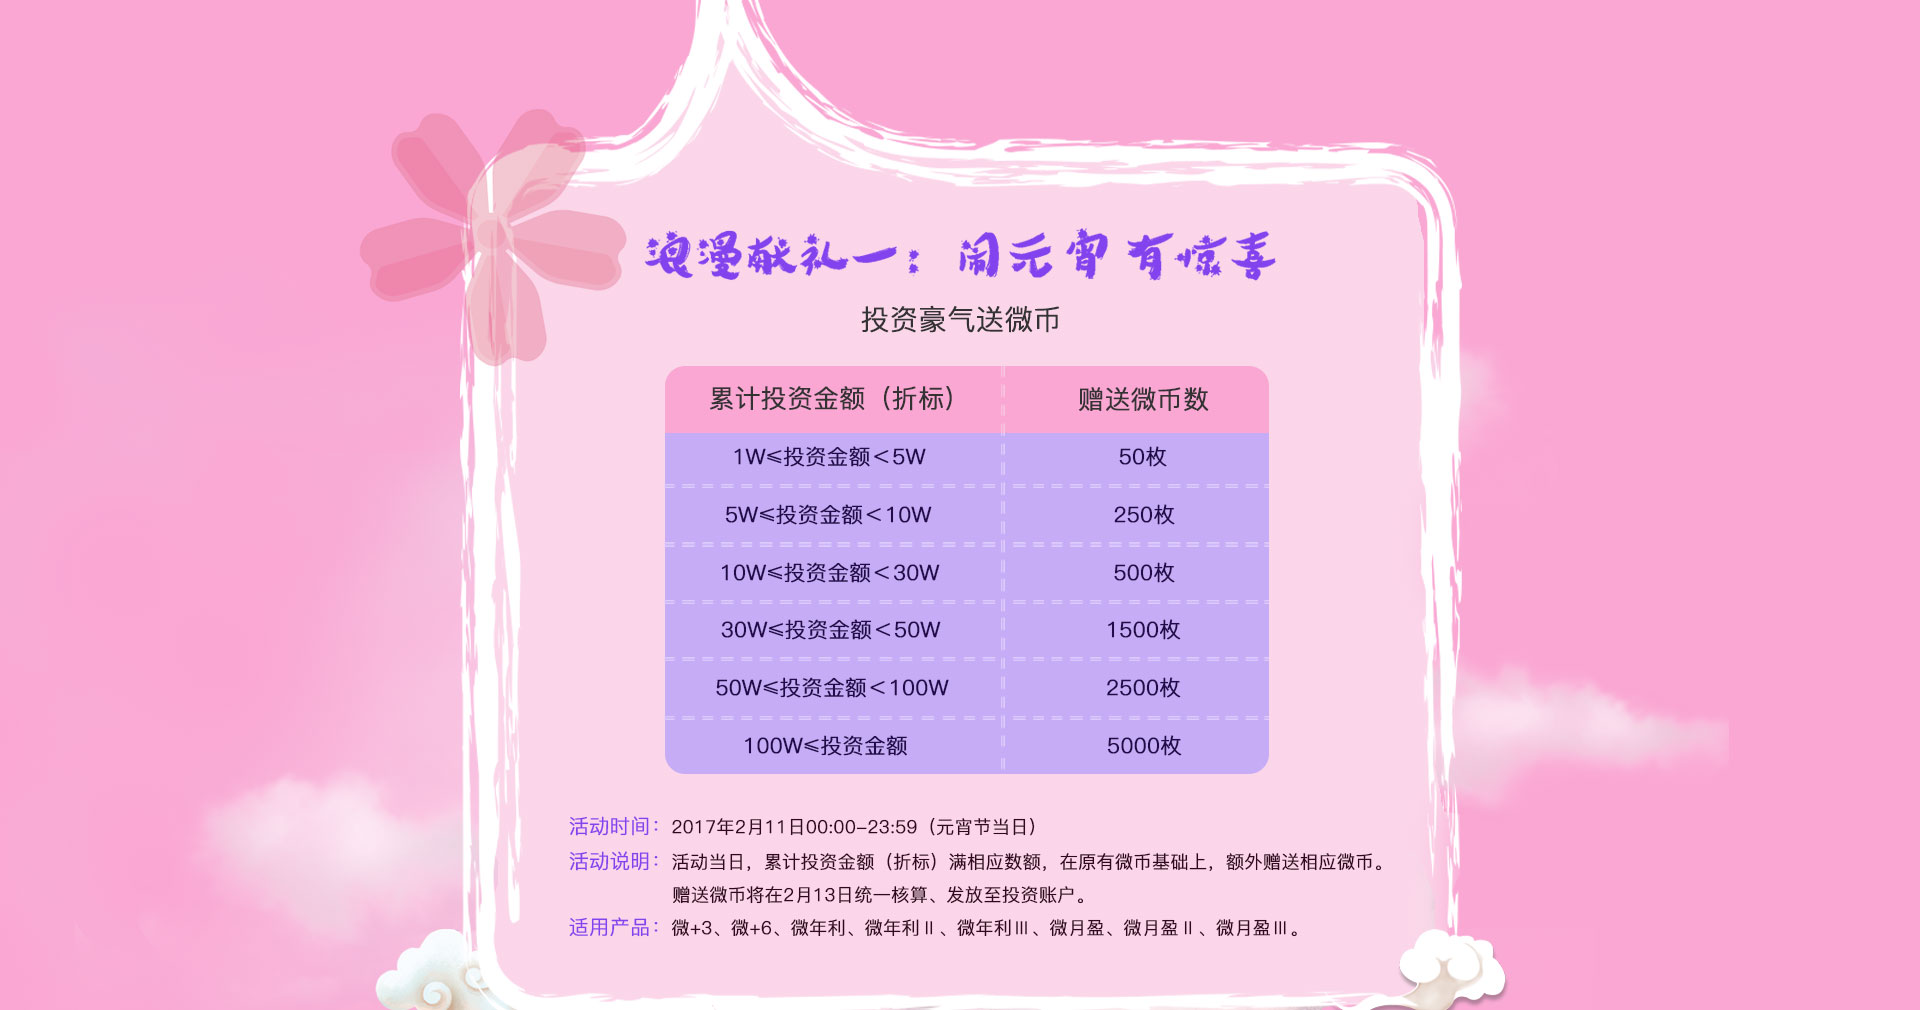 浪漫献礼一：闹元宵有惊喜
投资豪气送微币
累计投资金额（折标） 赠送微币数
1W≤投资金额＜5W 50枚
5W≤投资金额＜10W 250枚
10W≤投资金额＜30W 500枚
30W≤投资金额＜50W 1500枚
50W≤投资金额＜100W 2500枚
100W≤投资金额 5000枚
活动时间：2017年2月11日00:00-23:59（元宵节当日）
活动说明：活动当日，累计投资金额（折标）满相应数额，在原有微币基础上，额外赠送相应微币。
赠送微币将在2月13日统一核算、发放至投资账户。
适用产品：微+3、微+6、微年利、微年利Ⅱ、微年利Ⅲ、微月盈、微月盈Ⅱ、微月盈Ⅲ。